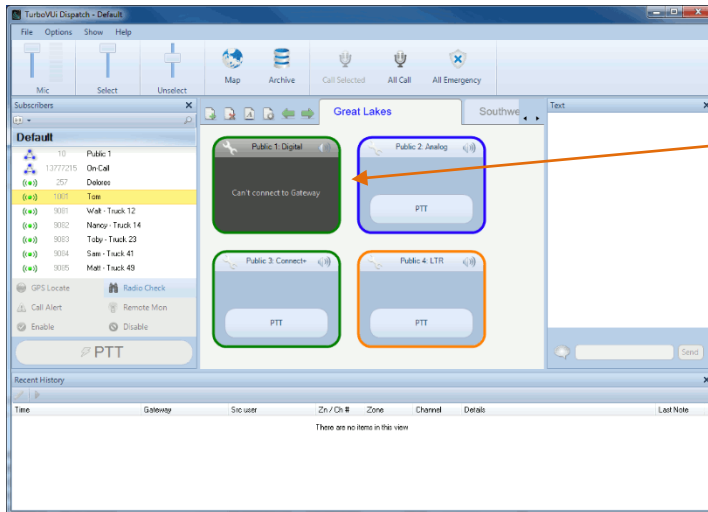 TurboVUi Dispatch - Default
File Options Show Help
Mic Select Unselect Map Archive Call Selected All Call All Emergency
Subscribers
Default
10 Public 1
13777215 On-Call
257 Dolores
1001 Tom
9081 Walt - Truck 12
9082 Nancy - Truck 14
9083 Toby - Truck 23
9084 Sam - Truck 41
9085 Matt - Truck 49
GPS Locate Radio Check
Call Alert Remote Mon
Enable Disable
PTT
Great Lakes Southwe
Public 1: Digital
Can't connect to Gateway
Public 2: Analog
PTT
Public 3: Connect+
PTT
Public 4: LTR
PTT
Text
Send
Recent History
Time Gateway Src user Zn / Ch # Zone Channel Details Last Note
There are no items in this view